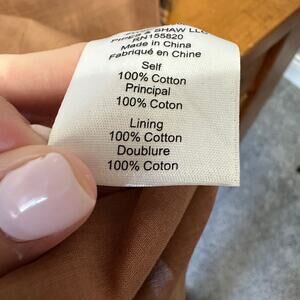 PIPER & SHAW LLC
RN155820
Made in China
Fabriqué en Chine
Self
100% Cotton
Principal
100% Coton
Lining
100% Cotton
Doublure
100% Coton